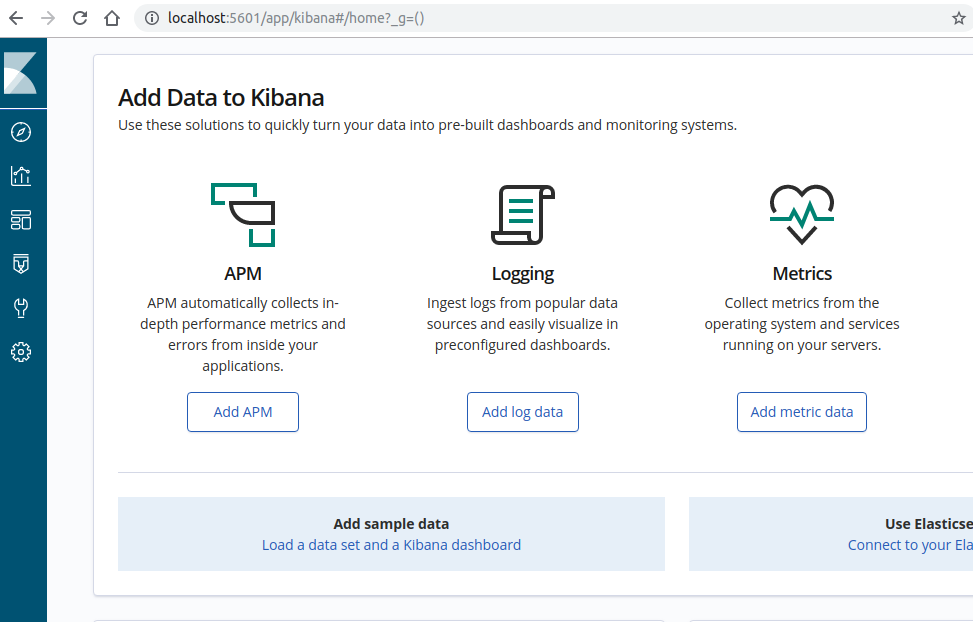 localhost:5601/app/kibana#/home?_g=()
Add Data to Kibana
Use these solutions to quickly turn your data into pre-built dashboards and monitoring systems.
APM
APM automatically collects in-
depth performance metrics and
errors from inside your
applications.
Add APM
Logging
Ingest logs from popular data
sources and easily visualize in
preconfigured dashboards.
Add log data
Metrics
Collect metrics from the
operating system and services
running on your servers.
Add metric data
Add sample data
Load a data set and a Kibana dashboard
Use Elasticse
Connect to your Ela